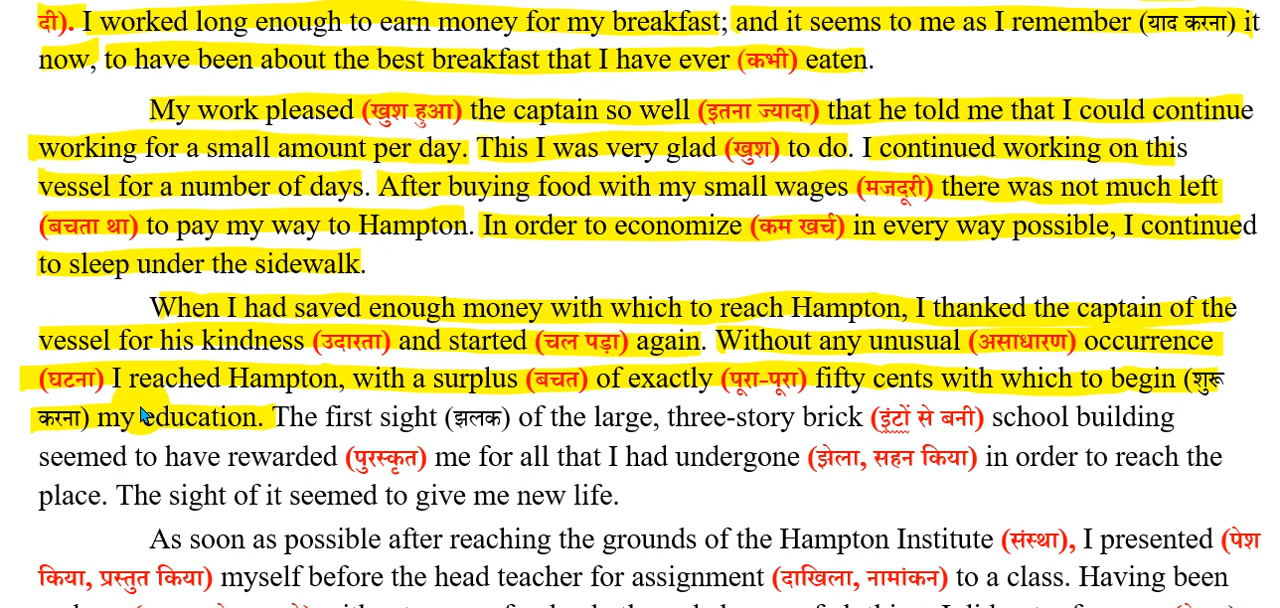 दी). I worked long enough to earn money for my breakfast; and it seems to me as I remember (याद करना) it
now, to have been about the best breakfast that I have ever (कभी) eaten.
My work pleased (खुश हुआ) the captain so well (इतना ज्यादा) that he told me that I could continue
working for a small amount per day. This I was very glad (खुश) to do. I continued working on this
vessel for a number of days. After buying food with my small wages (मजदूरी) there was not much left
(बचता था) to pay my way to Hampton. In order to economize (कम खर्च) in every way possible, I continued
to sleep under the sidewalk.
When I had saved enough money with which to reach Hampton, I thanked the captain of the
vessel for his kindness (उदारता) and started (चल पड़ा) again. Without any unusual (असाधारण) occurrence
(घटना) I reached Hampton, with a surplus (बचत) of exactly (पूरा-पूरा) fifty cents with which to begin (शुरू
करना) my education. The first sight (झलक) of the large, three-story brick (इंटों से बनी) school building
seemed to have rewarded (पुरस्कृत) me for all that I had undergone (झेला, सहन किया) in order to reach the
place. The sight of it seemed to give me new life.
As soon as possible after reaching the grounds of the Hampton Institute (संस्था), I presented (पेश
किया, प्रस्तुत किया) myself before the head teacher for assignment (दाखिला, नामांकन) to a class. Having been